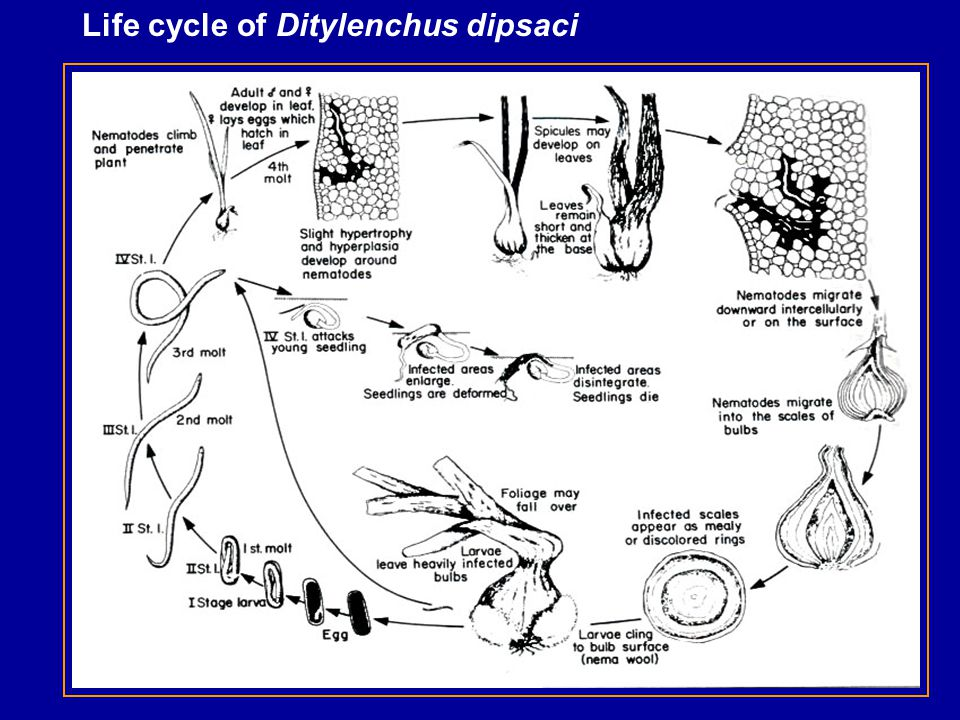 Life cycle of Ditylenchus dipsaci
Adult ♂ and ♀
develop in leaf.
♀ lays eggs which
hatch in
leaf
Nematodes climb
and penetrate
plant
4th
molt
Slight hypertrophy
and hyperplasia
develop around
nematodes
Spicules may
develop on
leaves
Leaves
remain
short and
thicken at
the base
Nematodes migrate
downward intercellularly
or on the surface
Nematodes migrate
into the scales of
bulbs
Infected scales
appear as mealy
or discolored rings
Larvae cling
to bulb surface
(nema wool)
Foliage may
fall over
Larvae
leave heavily infected
bulbs
Egg
I Stage larva
II St. l.
1 st. molt
II St. l.
2nd molt
III St. l.
3rd molt
IV St. l.
IV St. l. attacks
young seedling
Infected areas
enlarge.
Seedlings are deformed
Infected areas
disintegrate.
Seedlings die